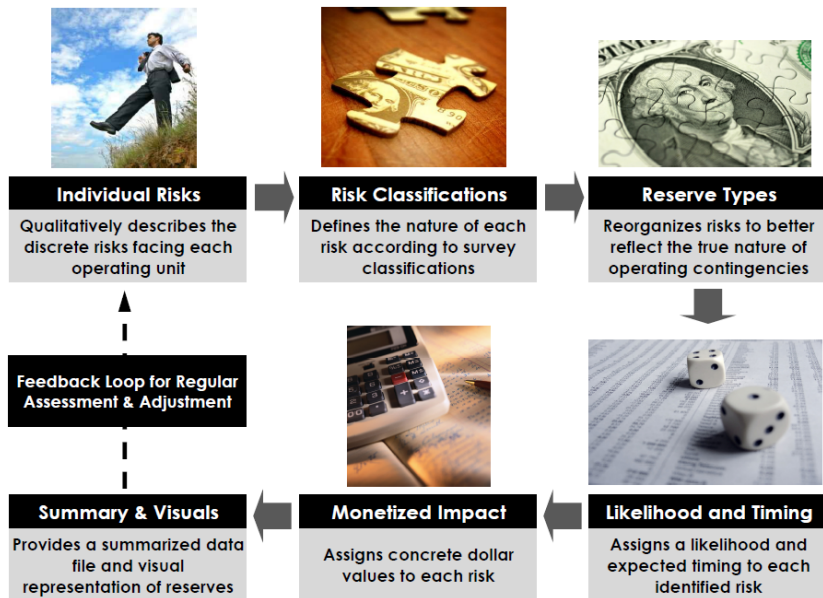 Individual Risks
Qualitatively describes the
discrete risks facing each
operating unit
Risk Classifications
Defines the nature of each
risk according to survey
classifications
Reserve Types
Reorganizes risks to better
reflect the true nature of
operating contingencies
Likelihood and Timing
Assigns a likelihood and
expected timing to each
identified risk
Monetized Impact
Assigns concrete dollar
values to each risk
Summary & Visuals
Provides a summarized data
file and visual
representation of reserves
Feedback Loop for Regular
Assessment & Adjustment